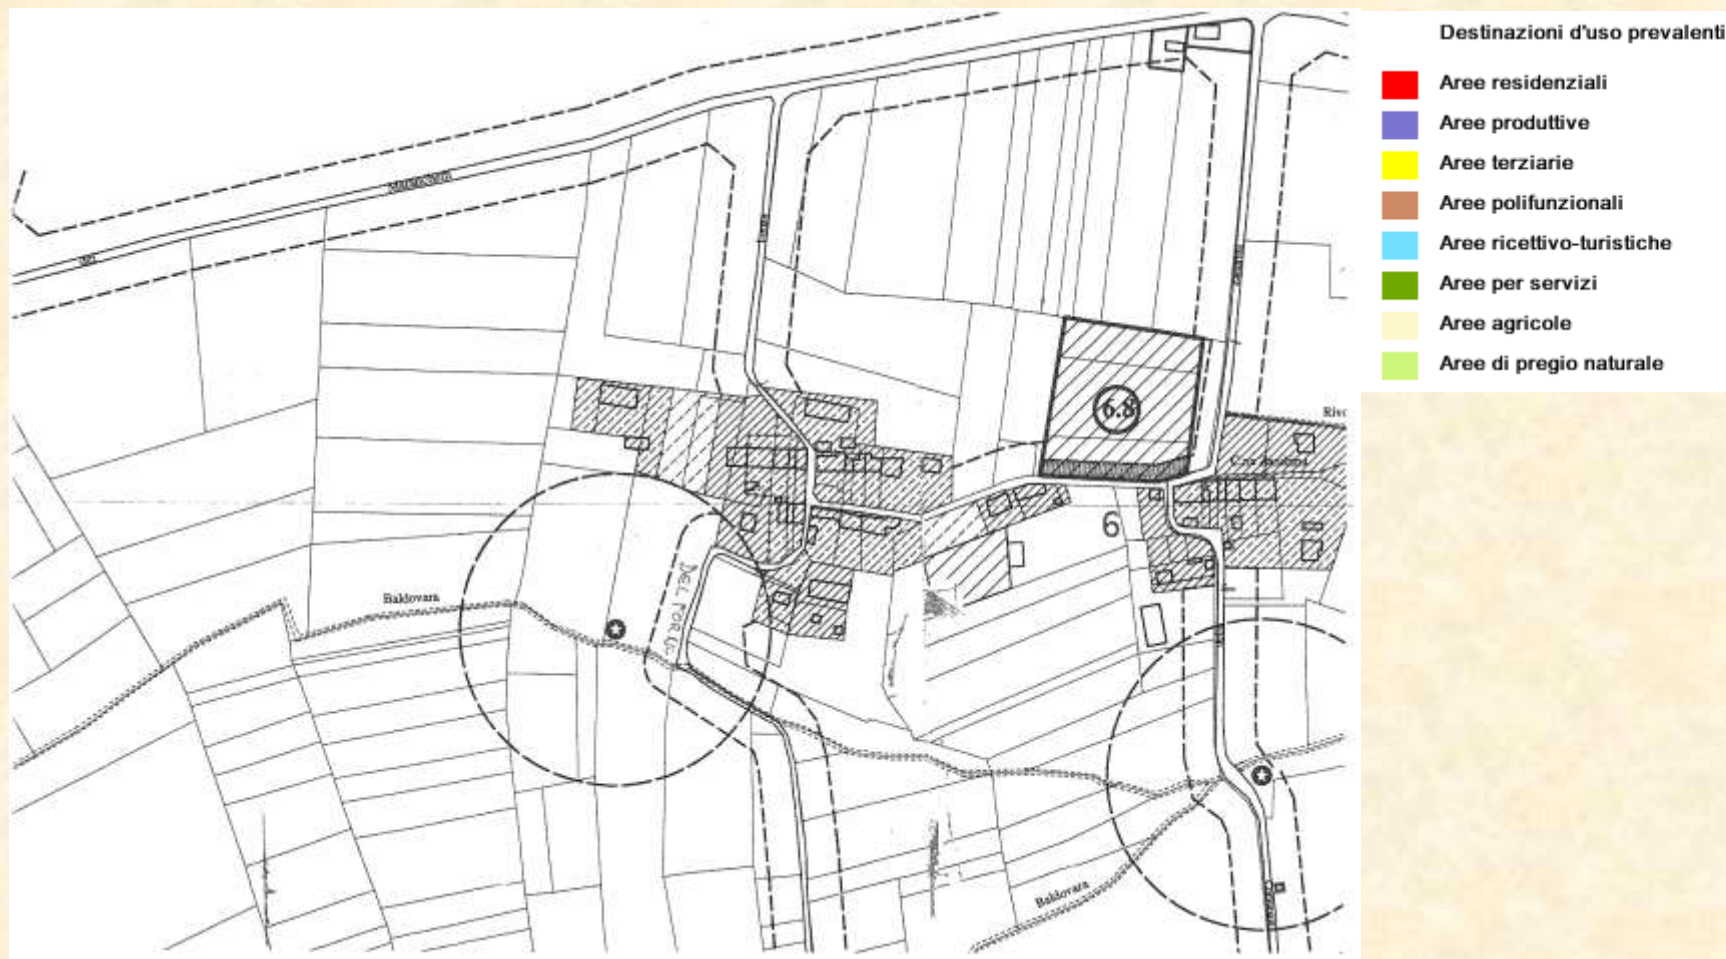 Destinazioni d'uso prevalenti
Aree residenziali
Aree produttive
Aree terziarie
Aree polifunzionali
Aree ricettivo-turistiche
Aree per servizi
Aree agricole
Aree di pregio naturale
6.8
6
Baldovara
DEL
Baldovara